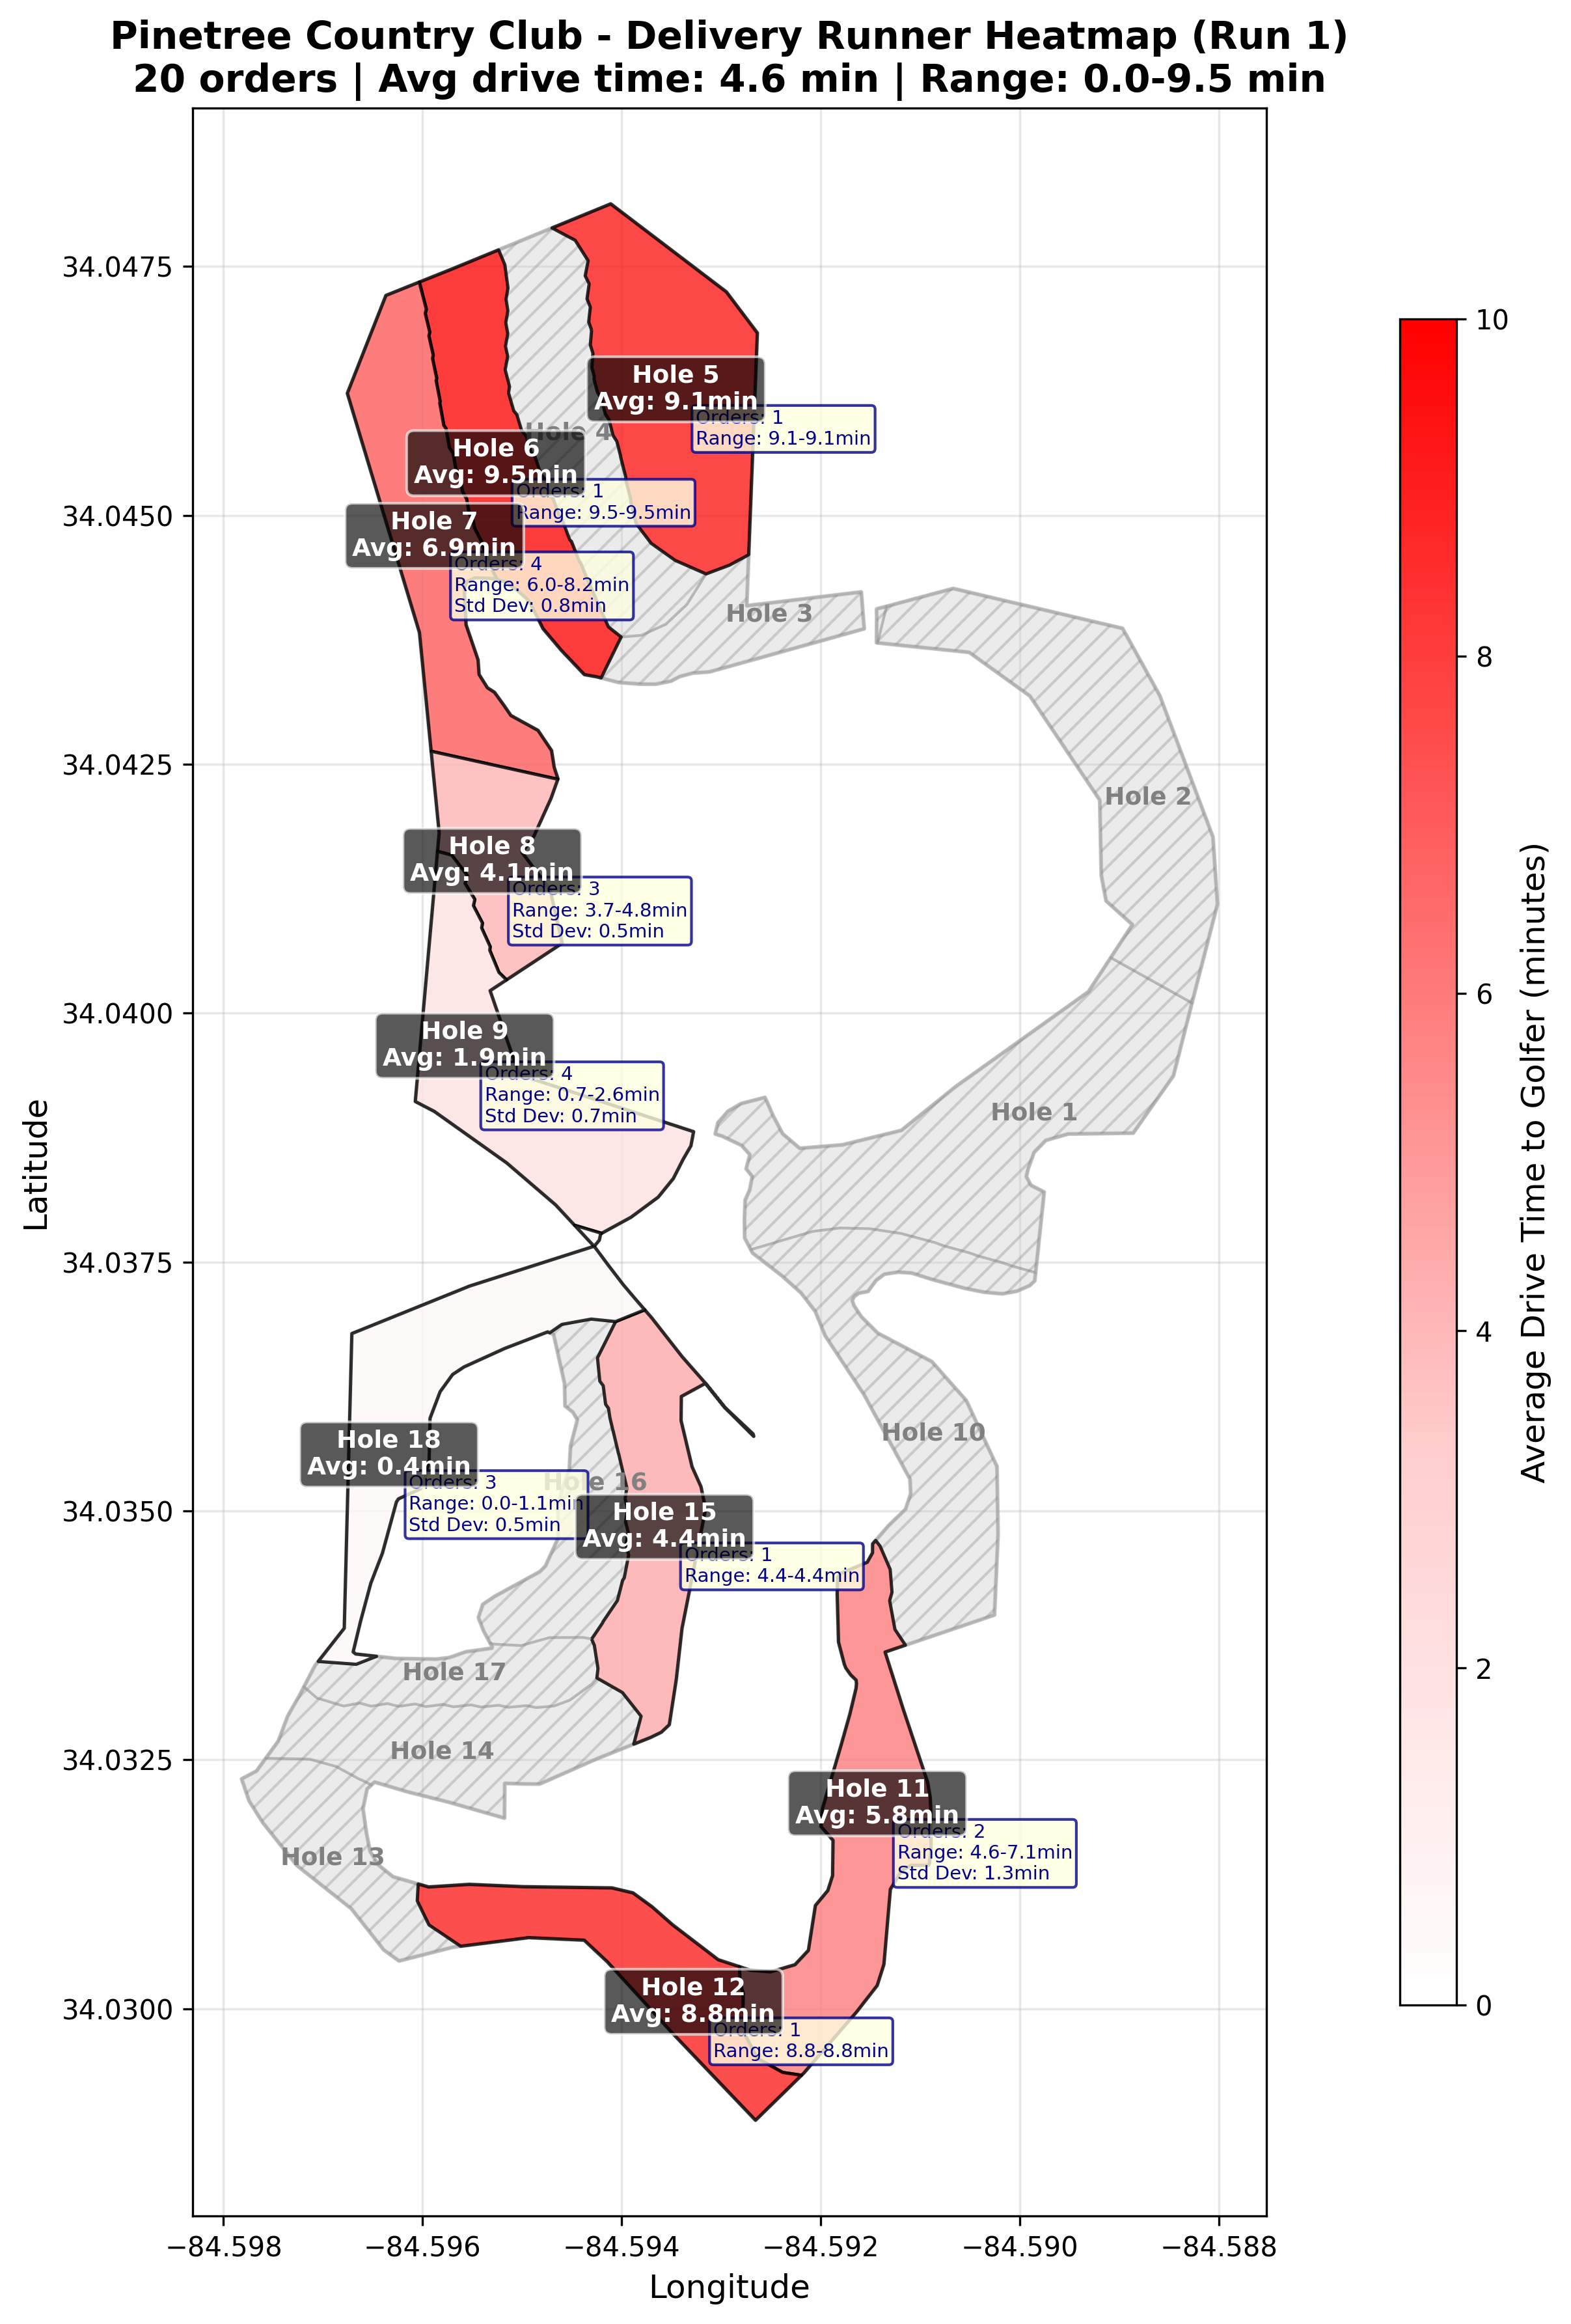 Pinetree Country Club - Delivery Runner Heatmap (Run 1)
20 orders | Avg drive time: 4.6 min | Range: 0.0-9.5 min
34.0475
34.0450
34.0425
34.0400
34.0375
34.0350
34.0325
34.0300
Latitude
Hole 5
Avg: 9.1min
Orders: 1
Range: 9.1-9.1min
Hole 4
Hole 6
Avg: 9.5min
Orders: 1
Range: 9.5-9.5min
Hole 7
Avg: 6.9min
Orders: 4
Range: 6.0-8.2min
Std Dev: 0.8min
Hole 3
Hole 2
Hole 8
Avg: 4.1min
Orders: 3
Range: 3.7-4.8min
Std Dev: 0.5min
Hole 9
Avg: 1.9min
Orders: 4
Range: 0.7-2.6min
Std Dev: 0.7min
Hole 1
Hole 10
Hole 18
Avg: 0.4min
Orders: 3
Range: 0.0-1.1min
Std Dev: 0.5min
Hole 16
Hole 15
Avg: 4.4min
Orders: 1
Range: 4.4-4.4min
Hole 17
Hole 14
Hole 11
Avg: 5.8min
Orders: 2
Range: 4.6-7.1min
Std Dev: 1.3min
Hole 13
Hole 12
Avg: 8.8min
Orders: 1
Range: 8.8-8.8min
−84.598
−84.596
−84.594
−84.592
−84.590
−84.588
Longitude
10
8
6
4
2
0
Average Drive Time to Golfer (minutes)